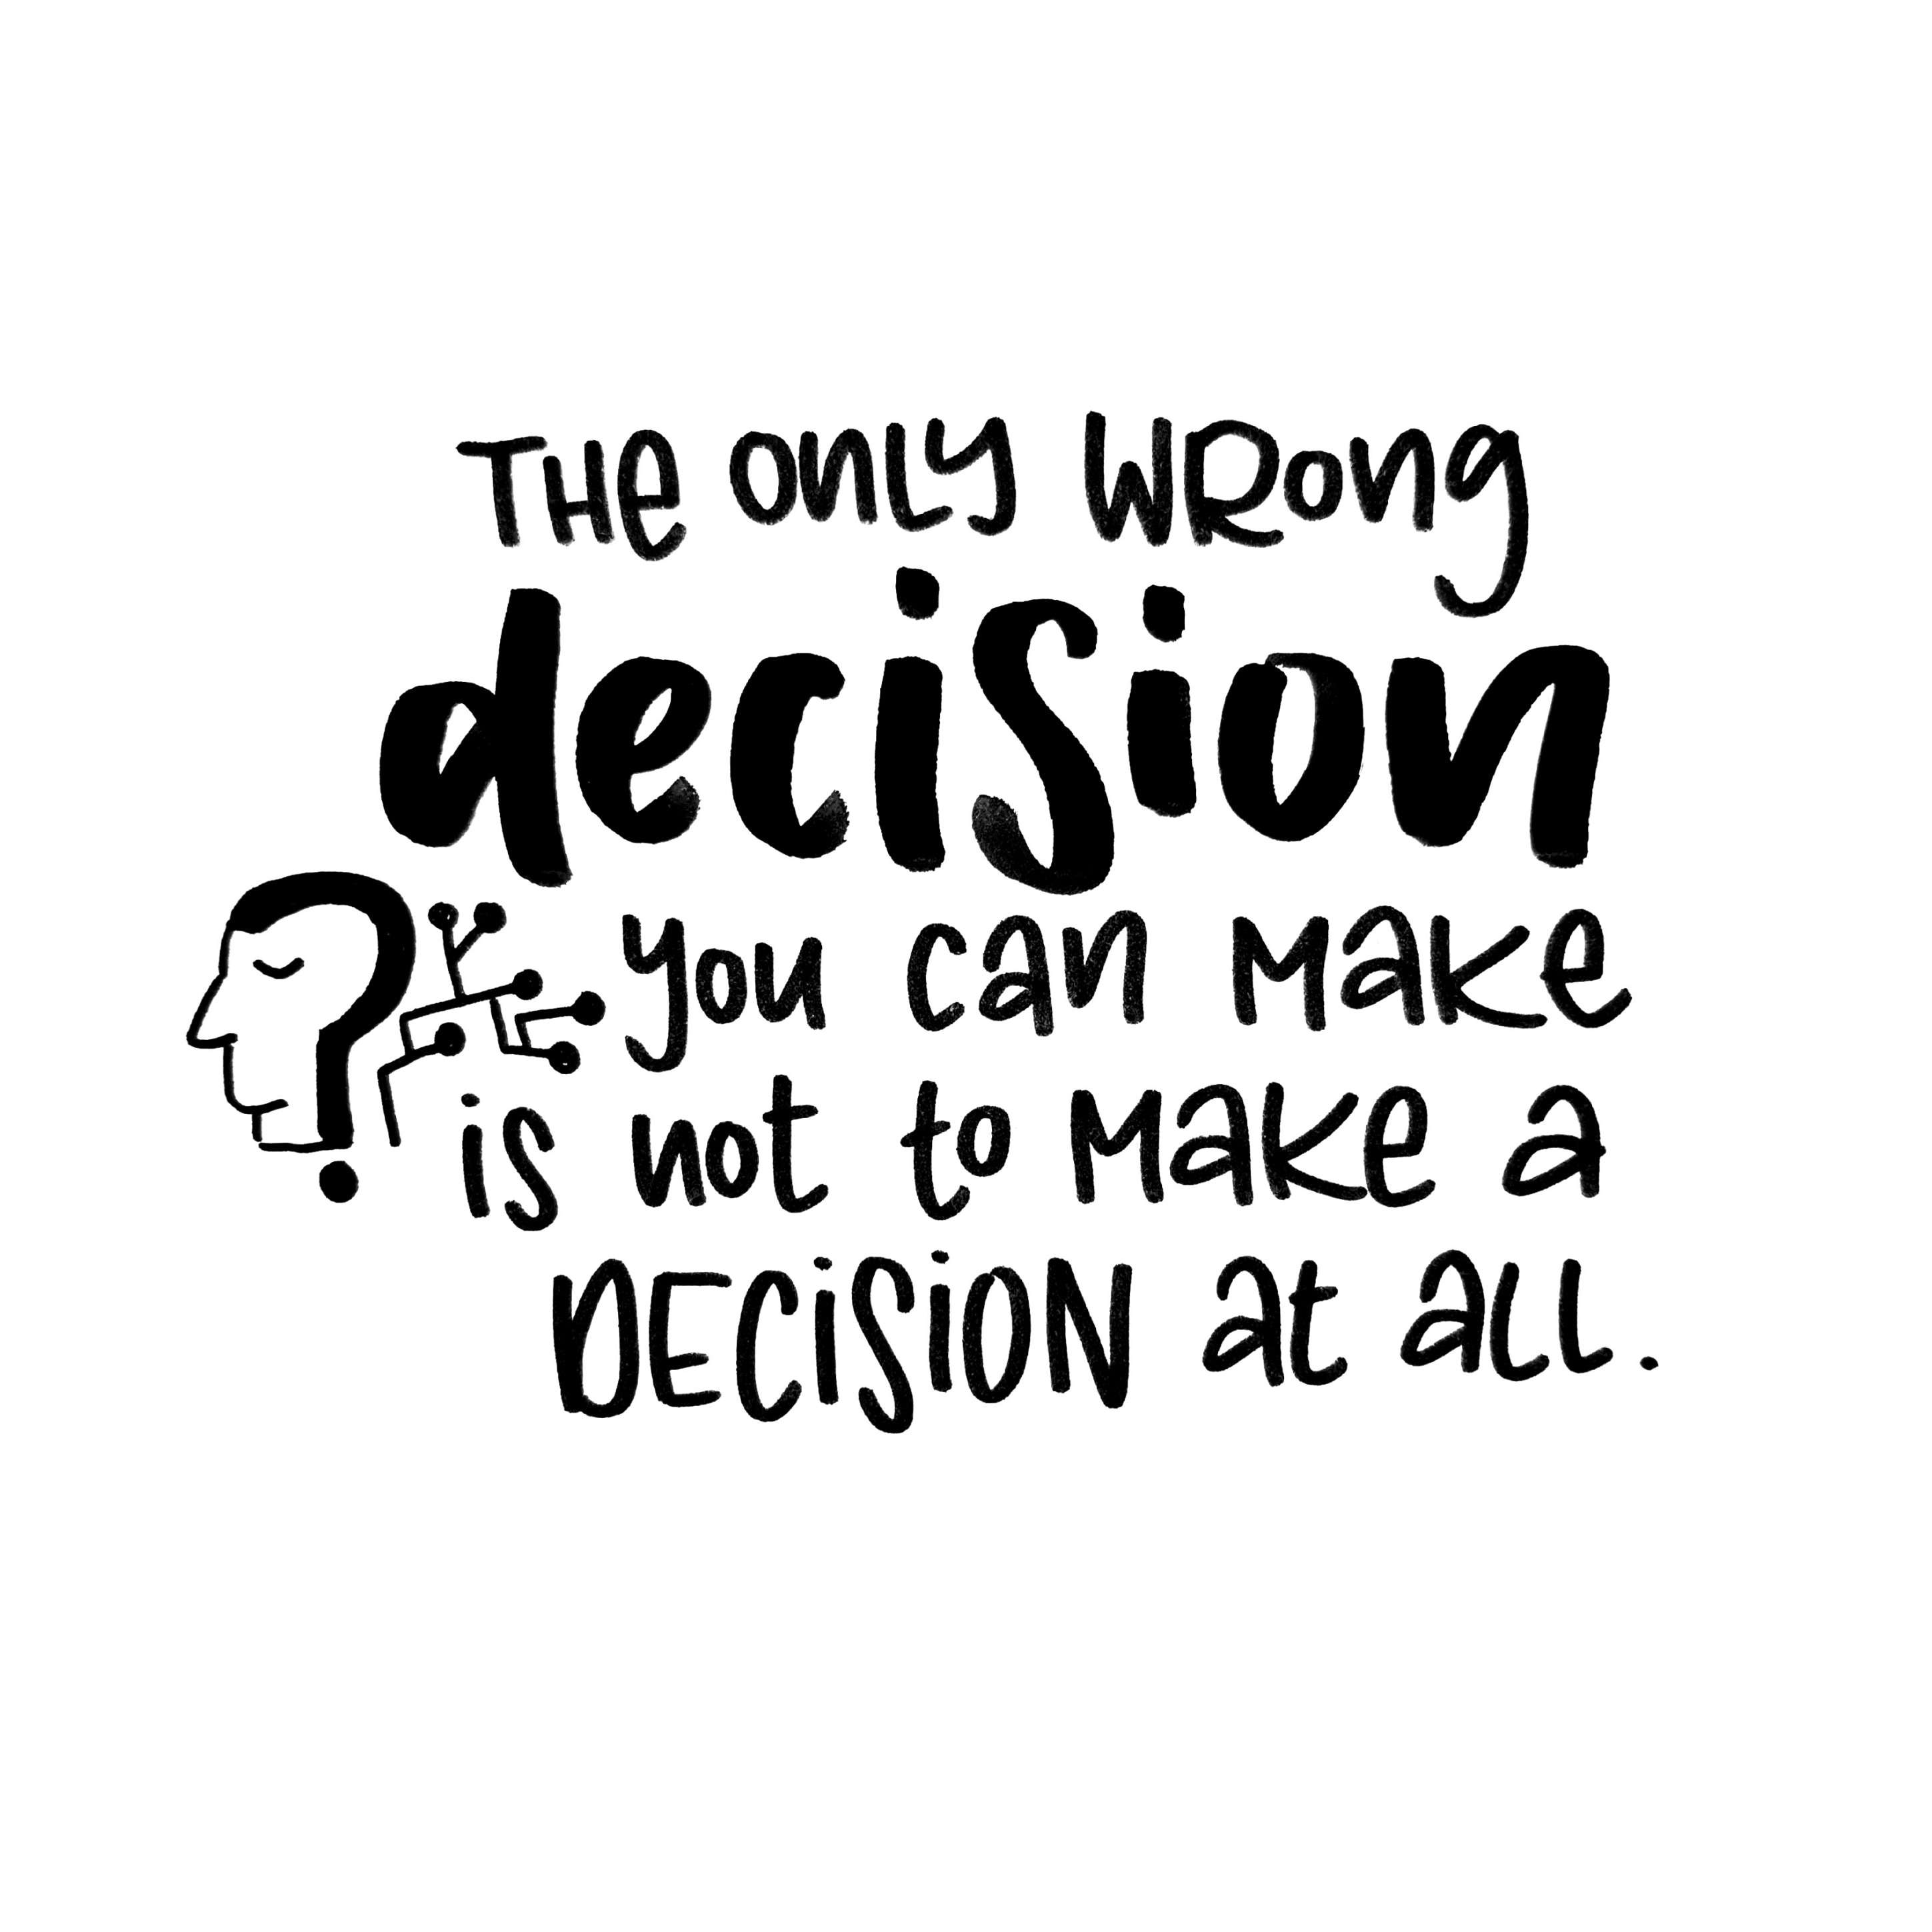 THe only WRong
decision
you can Make
is not to Make a
DECiSiON at all.